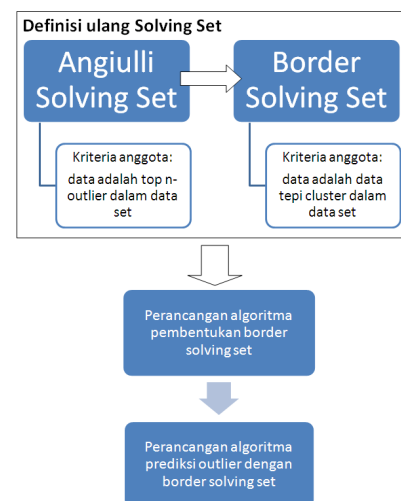 Definisi ulang Solving Set
Angiulli
Solving Set
Border
Solving Set
Kriteria anggota:
data adalah top n-
outlier dalam data
set
Kriteria anggota:
data adalah data
tepi cluster dalam
data set
Perancangan algoritma
pembentukan border
solving set
Perancangan algoritma
prediksi outlier dengan
border solving set